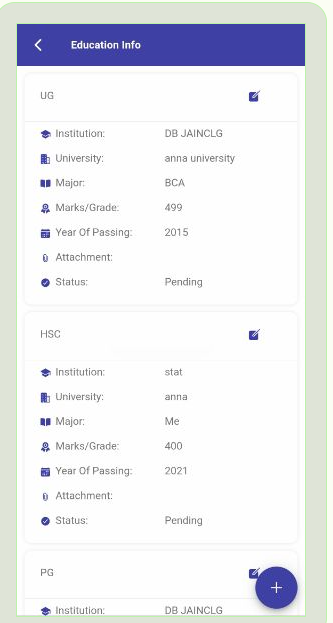 Education Info
UG
Institution: DB JAINCLG
University: anna university
Major: BCA
Marks/Grade: 499
Year Of Passing: 2015
Attachment:
Status: Pending
HSC
Institution: stat
University: anna
Major: Me
Marks/Grade: 400
Year Of Passing: 2021
Attachment:
Status: Pending
PG
Institution: DB JAINCLG